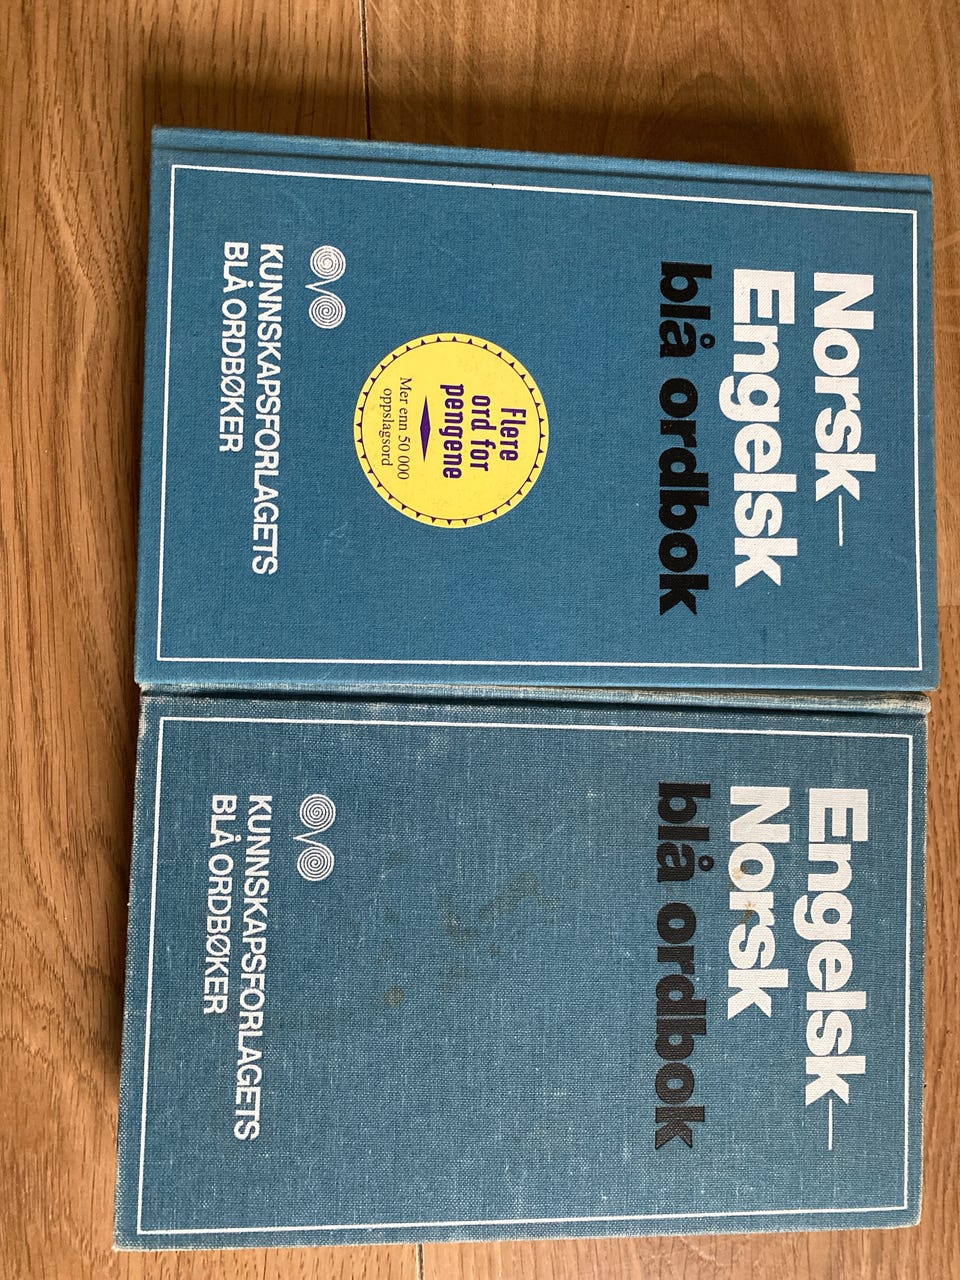 Norsk—
Engelsk
blå ordbok
Flere
ord for
pengene
Mer enn 50 000
oppslagsord
KUNNSKAPSFORLAGETS
BLÅ ORDBØKER
Engelsk—
Norsk
blå ordbok
KUNNSKAPSFORLAGETS
BLÅ ORDBØKER